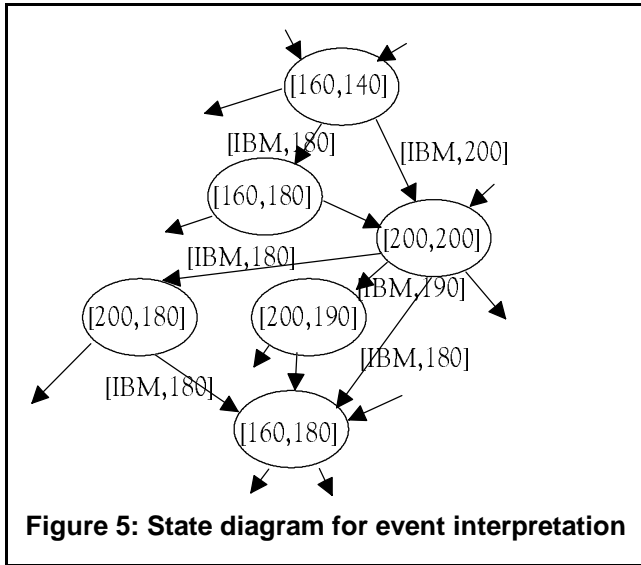 [160,140]
[IBM,180]
[IBM,200]
[160,180]
[200,200]
[IBM,180]
[IBM,190]
[200,180]
[200,190]
[IBM,180]
[IBM,180]
[160,180]
Figure 5: State diagram for event interpretation